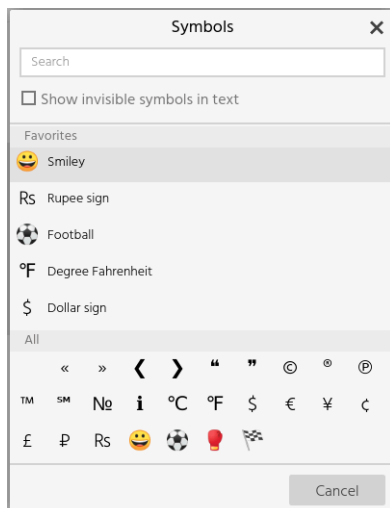 Symbols ✕
Search
Show invisible symbols in text
Favorites
😀 Smiley
₨ Rupee sign
⚽ Football
℉ Degree Fahrenheit
$ Dollar sign
All
« » ❮ ❯ ❝ ❞ © ® ℗
™ ℠ № ℹ ℃ ℉ $ € ¥ ¢
£ ₽ ₨ 😀 ⚽ 🥊 🏁
Cancel